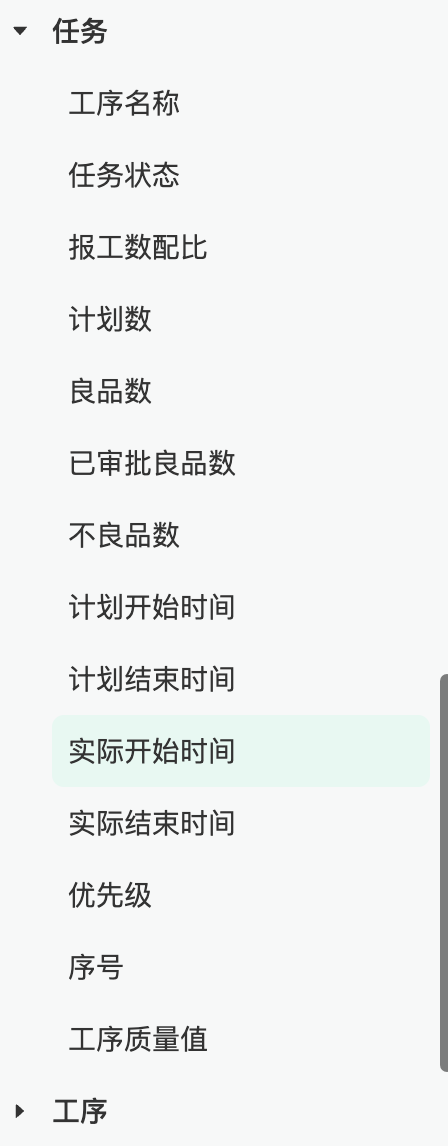 任务
工序名称
任务状态
报工数配比
计划数
良品数
已审批良品数
不良品数
计划开始时间
计划结束时间
实际开始时间
实际结束时间
优先级
序号
工序质量值
工序